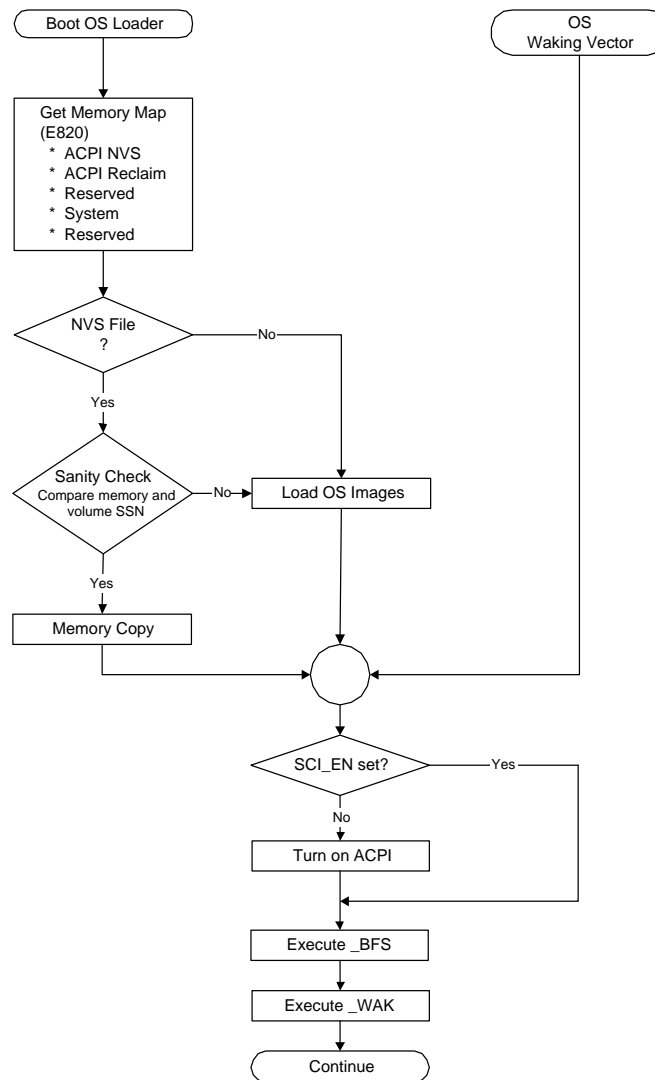 Boot OS Loader
OS
Waking Vector
Get Memory Map
(E820)
* ACPI NVS
* ACPI Reclaim
* Reserved
* System
* Reserved
NVS File
?
No
Yes
Sanity Check
Compare memory and
volume SSN
No
Load OS Images
Yes
Memory Copy
SCI_EN set?
Yes
No
Turn on ACPI
Execute _BFS
Execute _WAK
Continue